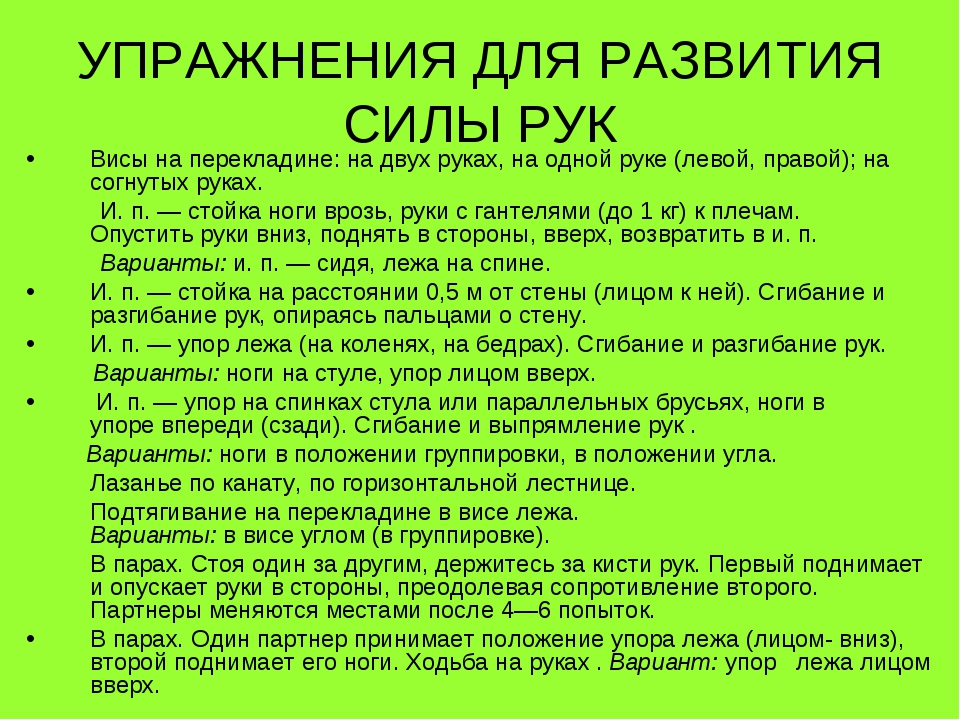 УПРАЖНЕНИЯ ДЛЯ РАЗВИТИЯ
СИЛЫ РУК
• Висы на перекладине: на двух руках, на одной руке (левой, правой); на
согнутых руках.
И. п. — стойка ноги врозь, руки с гантелями (до 1 кг) к плечам.
Опустить руки вниз, поднять в стороны, вверх, возвратить в и. п.
Варианты: и. п. — сидя, лежа на спине.
• И. п. — стойка на расстоянии 0,5 м от стены (лицом к ней). Сгибание и
разгибание рук, опираясь пальцами о стену.
• И. п. — упор лежа (на коленях, на бедрах). Сгибание и разгибание рук.
Варианты: ноги на стуле, упор лицом вверх.
• И. п. — упор на спинках стула или параллельных брусьях, ноги в
упоре впереди (сзади). Сгибание и выпрямление рук .
Варианты: ноги в положении группировки, в положении угла.
Лазанье по канату, по горизонтальной лестнице.
Подтягивание на перекладине в висе лежа.
Варианты: в висе углом (в группировке).
В парах. Стоя один за другим, держитесь за кисти рук. Первый поднимает
и опускает руки в стороны, преодолевая сопротивление второго.
Партнеры меняются местами после 4—6 попыток.
• В парах. Один партнер принимает положение упора лежа (лицом- вниз),
второй поднимает его ноги. Ходьба на руках . Вариант: упор лежа лицом
вверх.